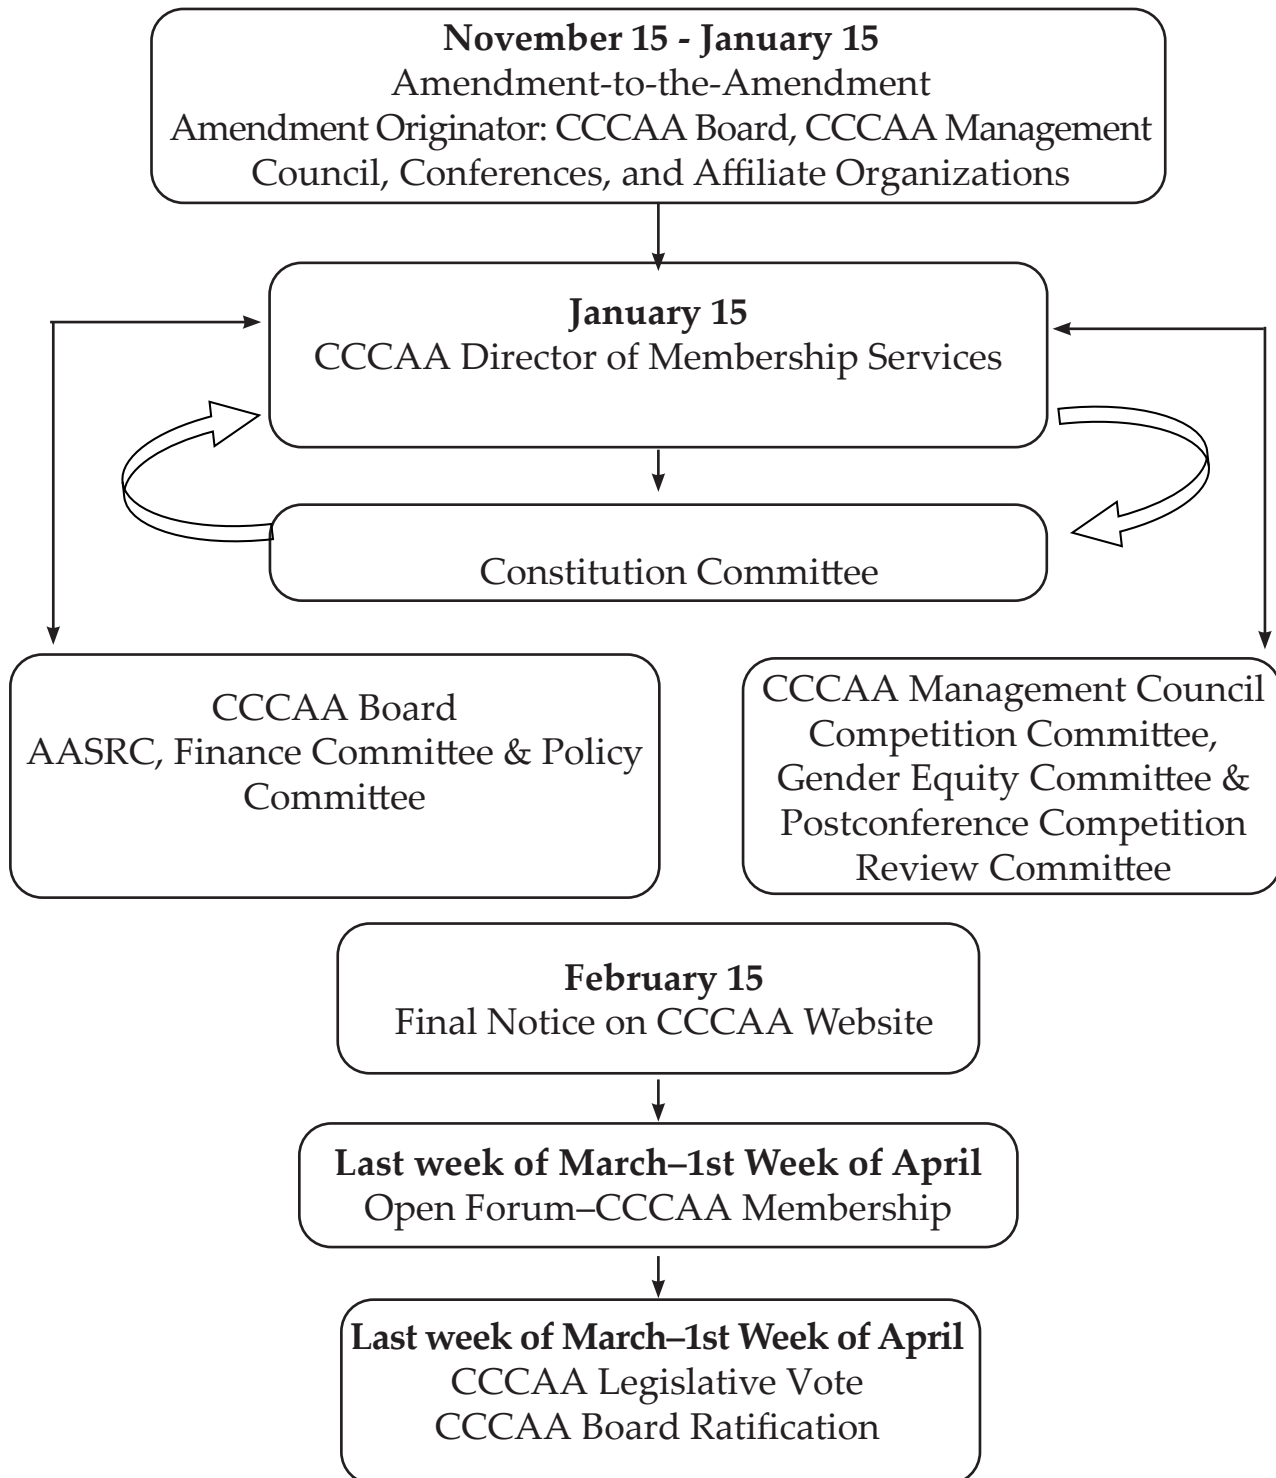 November 15 - January 15
Amendment-to-the-Amendment
Amendment Originator: CCCAA Board, CCCAA Management
Council, Conferences, and Affiliate Organizations
January 15
CCCAA Director of Membership Services
Constitution Committee
CCCAA Board
AASRC, Finance Committee & Policy
Committee
CCCAA Management Council
Competition Committee,
Gender Equity Committee &
Postconference Competition
Review Committee
February 15
Final Notice on CCCAA Website
Last week of March–1st Week of April
Open Forum–CCCAA Membership
Last week of March–1st Week of April
CCCAA Legislative Vote
CCCAA Board Ratification